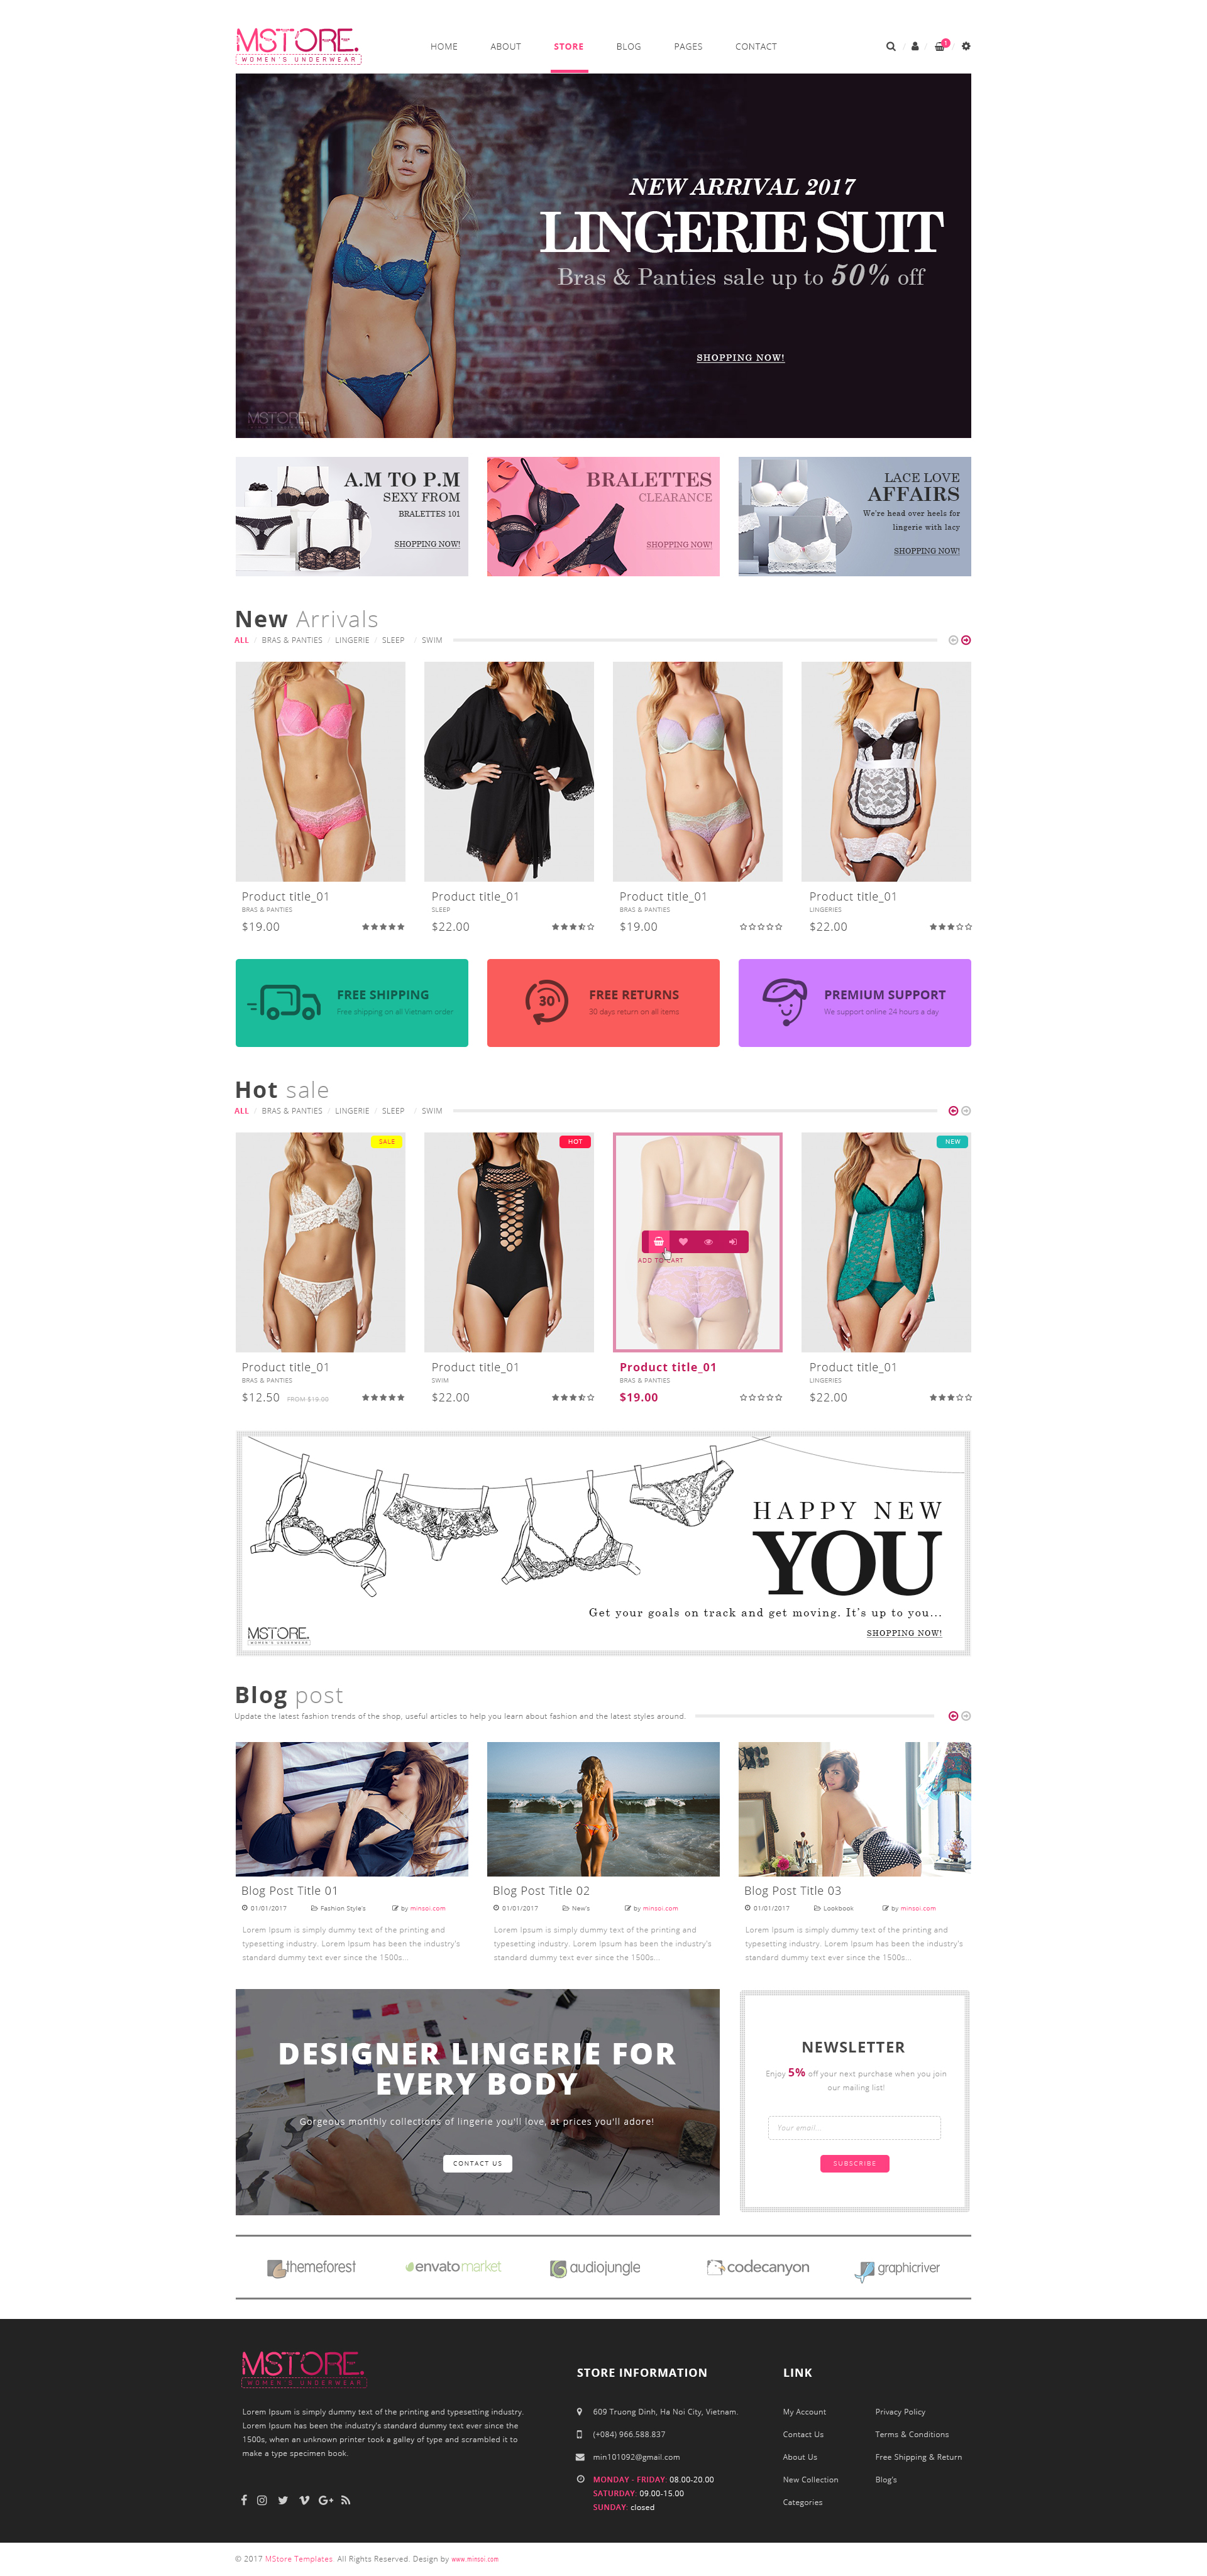 MSTORE.
WOMEN'S UNDERWEAR
HOME ABOUT STORE BLOG PAGES CONTACT
1
NEW ARRIVAL 2017
LINGERIE SUIT
Bras & Panties sale up to 50% off
SHOPPING NOW!
MSTORE
A.M TO P.M
SEXY FROM
BRALETTES 101
SHOPPING NOW!
BRALETTES
CLEARANCE
SHOPPING NOW!
LACE LOVE
AFFAIRS
We're head over heels for
lingerie with lacy
SHOPPING NOW!
New Arrivals
ALL / BRAS & PANTIES / LINGERIE / SLEEP / SWIM
Product title_01
BRAS & PANTIES
$19.00
Product title_01
SLEEP
$22.00
Product title_01
BRAS & PANTIES
$19.00
Product title_01
LINGERIES
$22.00
FREE SHIPPING
Free shipping on all Vietnam order
30
FREE RETURNS
30 days return on all items
PREMIUM SUPPORT
We support online 24 hours a day
Hot sale
ALL / BRAS & PANTIES / LINGERIE / SLEEP / SWIM
SALE
Product title_01
BRAS & PANTIES
$12.50 FROM $19.00
HOT
Product title_01
SWIM
$22.00
ADD TO CART
Product title_01
BRAS & PANTIES
$19.00
NEW
Product title_01
LINGERIES
$22.00
HAPPY NEW
YOU
Get your goals on track and get moving. It's up to you...
SHOPPING NOW!
MSTORE.
WOMEN'S UNDERWEAR
Blog post
Update the latest fashion trends of the shop, useful articles to help you learn about fashion and the latest styles around.
Blog Post Title 01
01/01/2017 Fashion Style's by minsoi.com
Lorem Ipsum is simply dummy text of the printing and
typesetting industry. Lorem Ipsum has been the industry's
standard dummy text ever since the 1500s...
Blog Post Title 02
01/01/2017 New's by minsoi.com
Lorem Ipsum is simply dummy text of the printing and
typesetting industry. Lorem Ipsum has been the industry's
standard dummy text ever since the 1500s...
Blog Post Title 03
01/01/2017 Lookbook by minsoi.com
Lorem Ipsum is simply dummy text of the printing and
typesetting industry. Lorem Ipsum has been the industry's
standard dummy text ever since the 1500s...
DESIGNER LINGERIE FOR
EVERY BODY
Gorgeous monthly collections of lingerie you'll love, at prices you'll adore!
CONTACT US
NEWSLETTER
Enjoy 5% off your next purchase when you join
our mailing list!
Your email...
SUBSCRIBE
themeforest
envato market
audiojungle
codecanyon
graphicriver
MSTORE.
WOMEN'S UNDERWEAR
Lorem Ipsum is simply dummy text of the printing and typesetting industry.
Lorem Ipsum has been the industry's standard dummy text ever since the
1500s, when an unknown printer took a galley of type and scrambled it to
make a type specimen book.
STORE INFORMATION
609 Truong Dinh, Ha Noi City, Vietnam.
(+084) 966.588.837
min101092@gmail.com
MONDAY - FRIDAY: 08.00-20.00
SATURDAY: 09.00-15.00
SUNDAY: closed
LINK
My Account
Contact Us
About Us
New Collection
Categories
Privacy Policy
Terms & Conditions
Free Shipping & Return
Blog's
© 2017 MStore Templates. All Rights Reserved. Design by www.minsoi.com